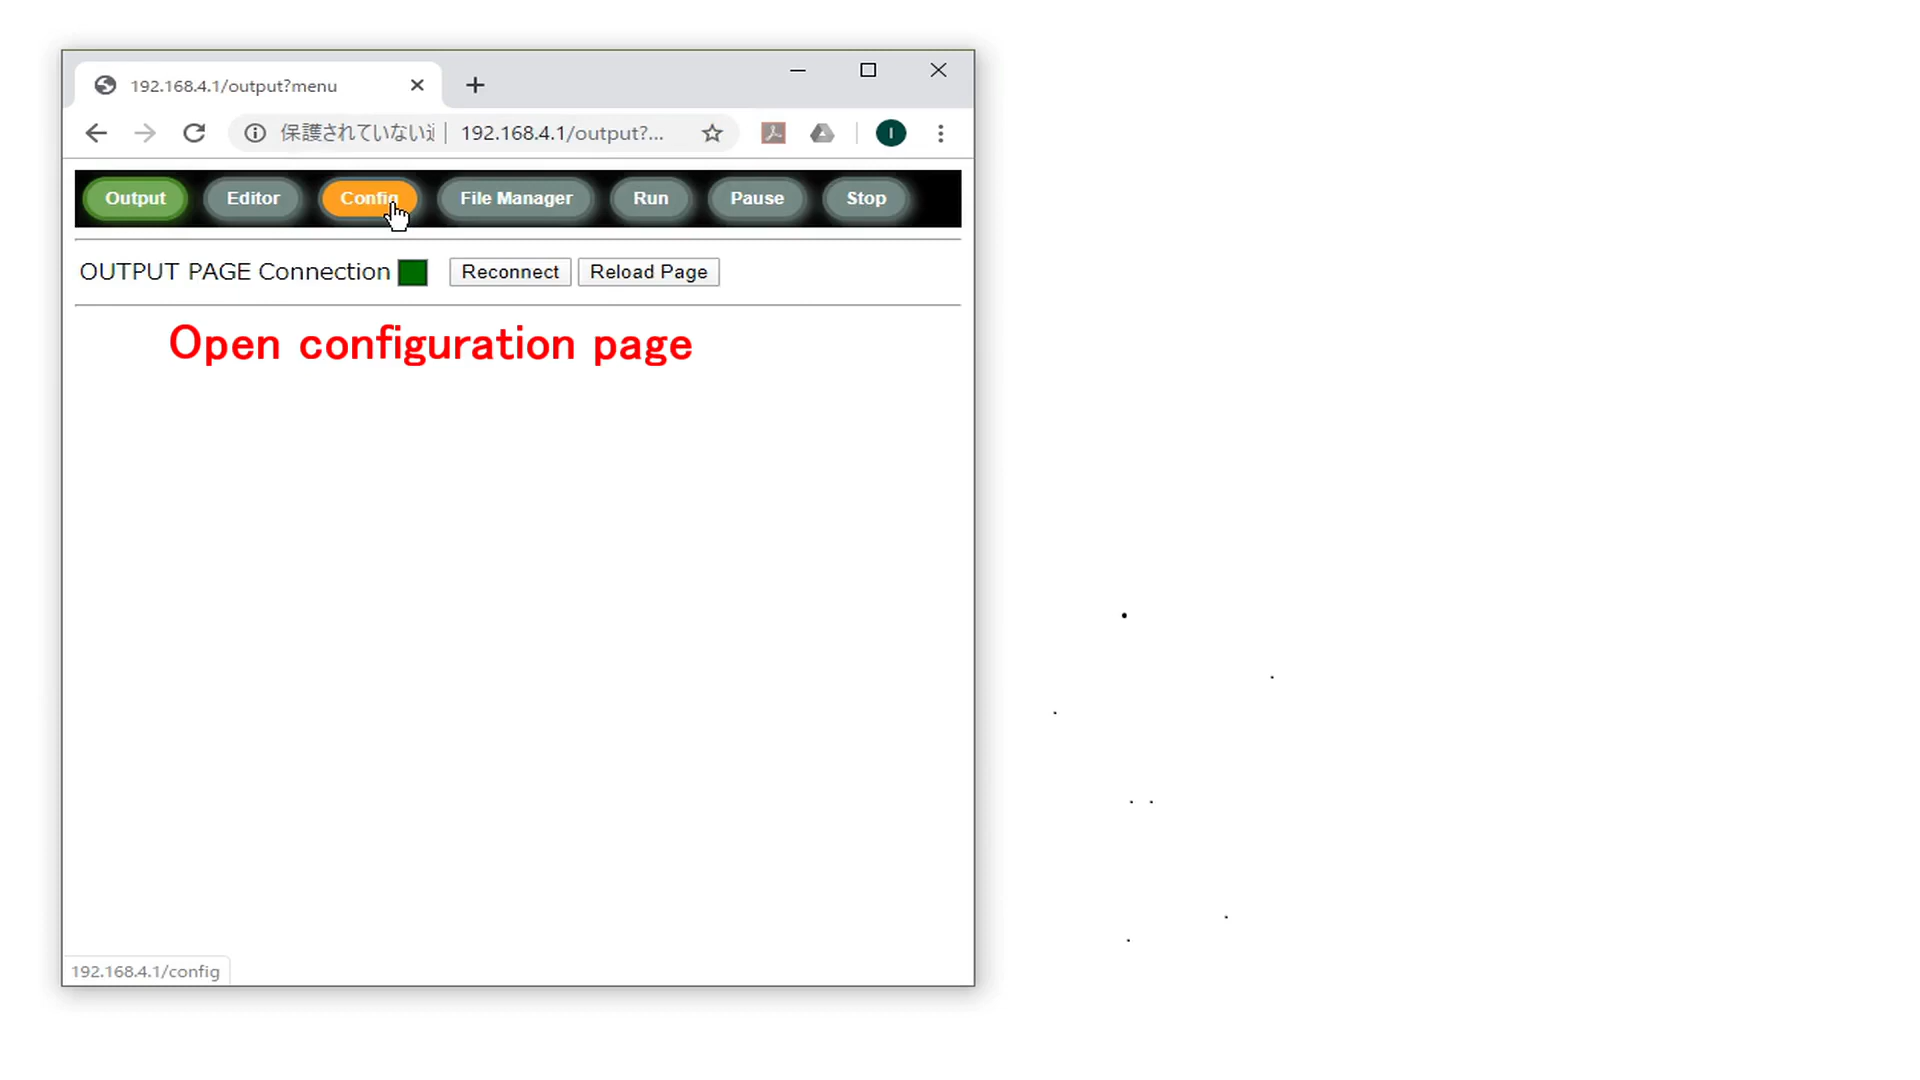 192.168.4.1/output?menu
保護されていない 192.168.4.1/output?...
I
Output Editor Config File Manager Run Pause Stop
OUTPUT PAGE Connection Reconnect Reload Page
Open configuration page
192.168.4.1/config